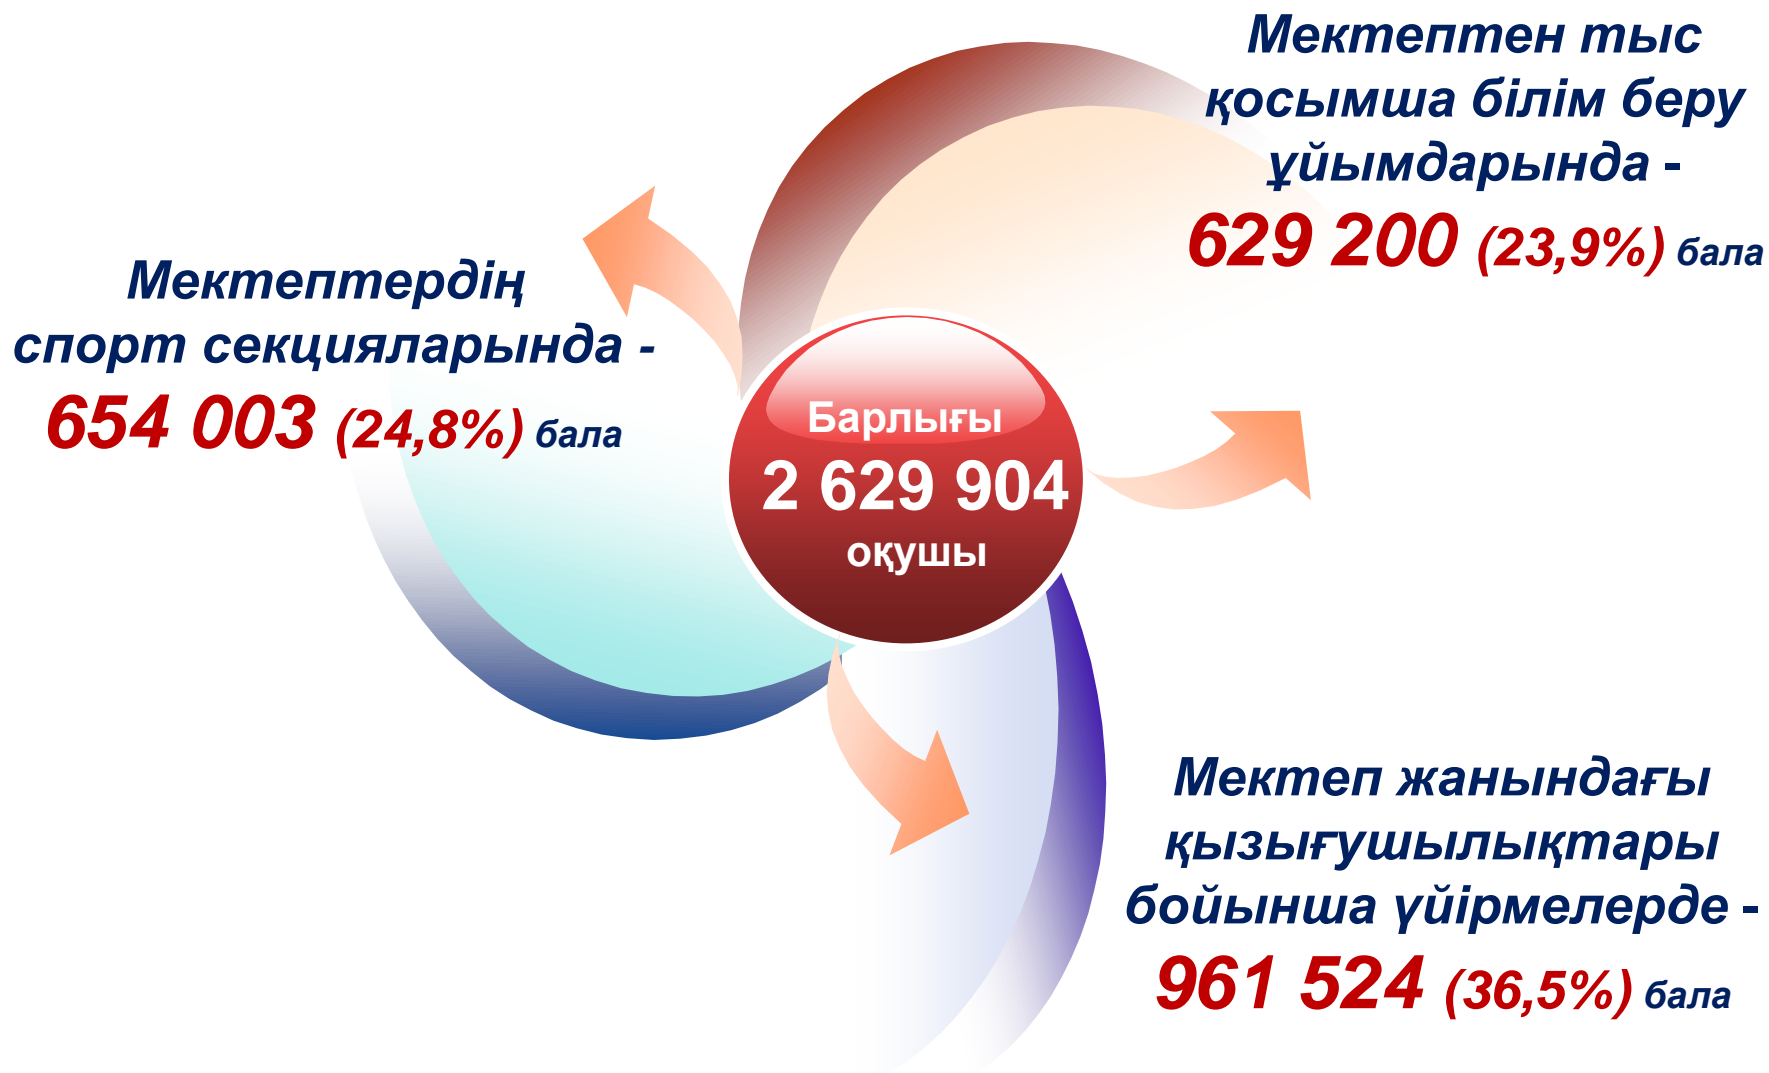 Мектептен тыс
қосымша білім беру
ұйымдарында -
629 200 (23,9%) бала
Мектептердің
спорт секцияларында -
654 003 (24,8%) бала
Барлығы
2 629 904
оқушы
Мектеп жанындағы
қызығушылықтары
бойынша үйірмелерде -
961 524 (36,5%) бала